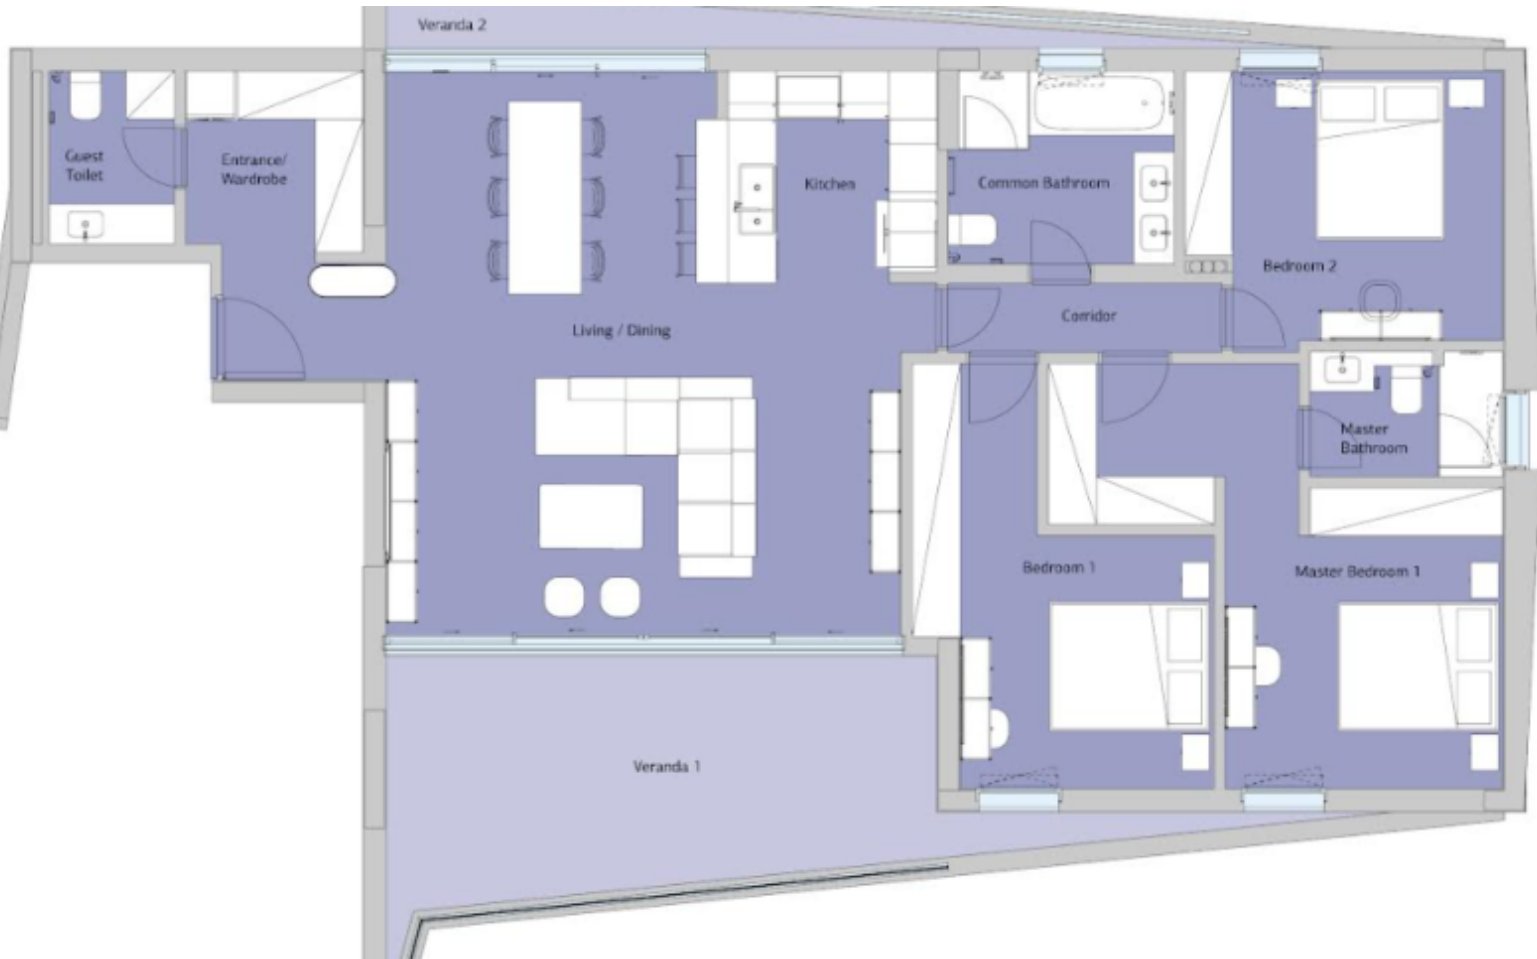 Veranda 2
Guest
Toilet
Entrance/
Wardrobe
Kitchen
Common Bathroom
Bedroom 2
Living / Dining
Corridor
Master
Bathroom
Bedroom 1
Master Bedroom 1
Veranda 1